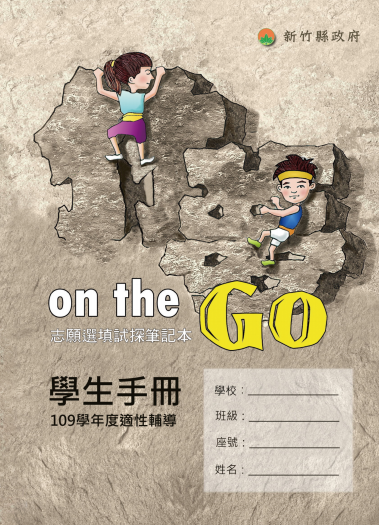 新竹縣政府
on the GO
志願選填試探筆記本
學生手冊
109學年度適性輔導
學校：
班級：
座號：
姓名：